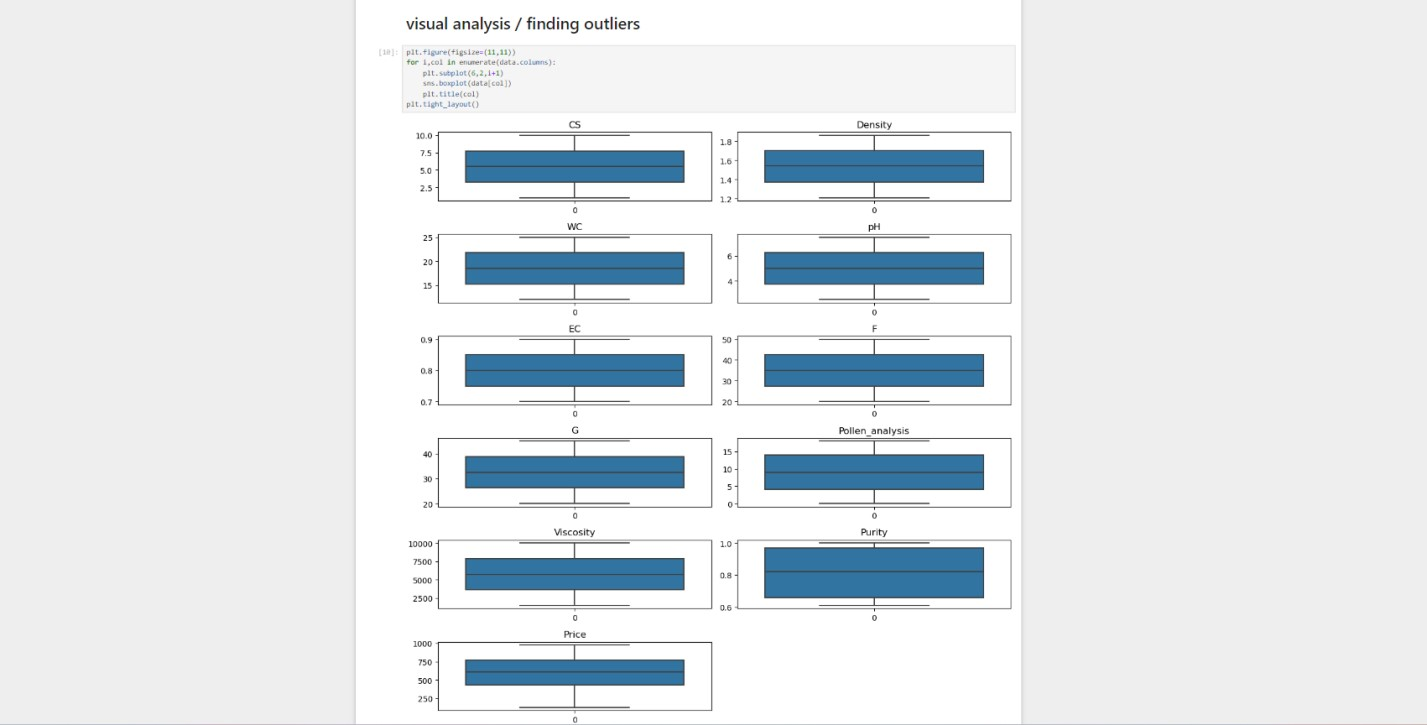 visual analysis / finding outliers
[10]:
plt.figure(figsize=(11,11))
for i,col in enumerate(data.columns):
    plt.subplot(6,2,i+1)
    sns.boxplot(data[col])
    plt.title(col)
plt.tight_layout()
CS
10.0
7.5
5.0
2.5
0
Density
1.8
1.6
1.4
1.2
0
WC
25
20
15
0
pH
6
4
0
EC
0.9
0.8
0.7
0
F
50
40
30
20
0
G
40
30
20
0
Pollen_analysis
15
10
5
0
0
Viscosity
10000
7500
5000
2500
0
Purity
1.0
0.8
0.6
0
Price
1000
750
500
250
0